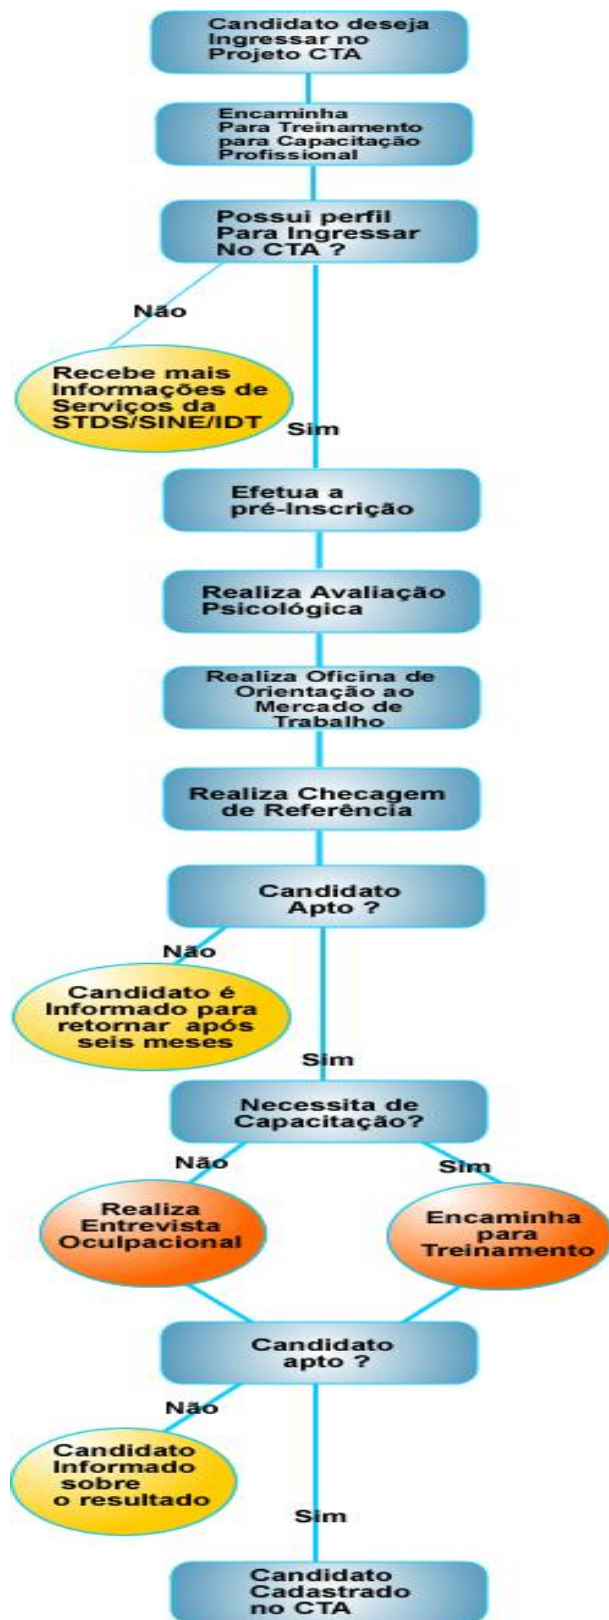 Candidato deseja
Ingressar no
Projeto CTA
Encaminha
Para Treinamento
para Capacitação
Profissional
Possui perfil
Para Ingressar
No CTA ?
Não
Recebe mais
Informações de
Serviços da
STDS/SINE/IDT
Sim
Efetua a
pré-Inscrição
Realiza Avaliação
Psicológica
Realiza Oficina de
Orientação ao
Mercado de
Trabalho
Realiza Checagem
de Referência
Candidato
Apto ?
Não
Candidato é
Informado para
retornar após
seis meses
Sim
Necessita de
Capacitação?
Não
Sim
Realiza
Entrevista
Oculpacional
Encaminha
para
Treinamento
Candidato
apto ?
Não
Candidato
Informado
sobre
o resultado
Sim
Candidato
Cadastrado
no CTA